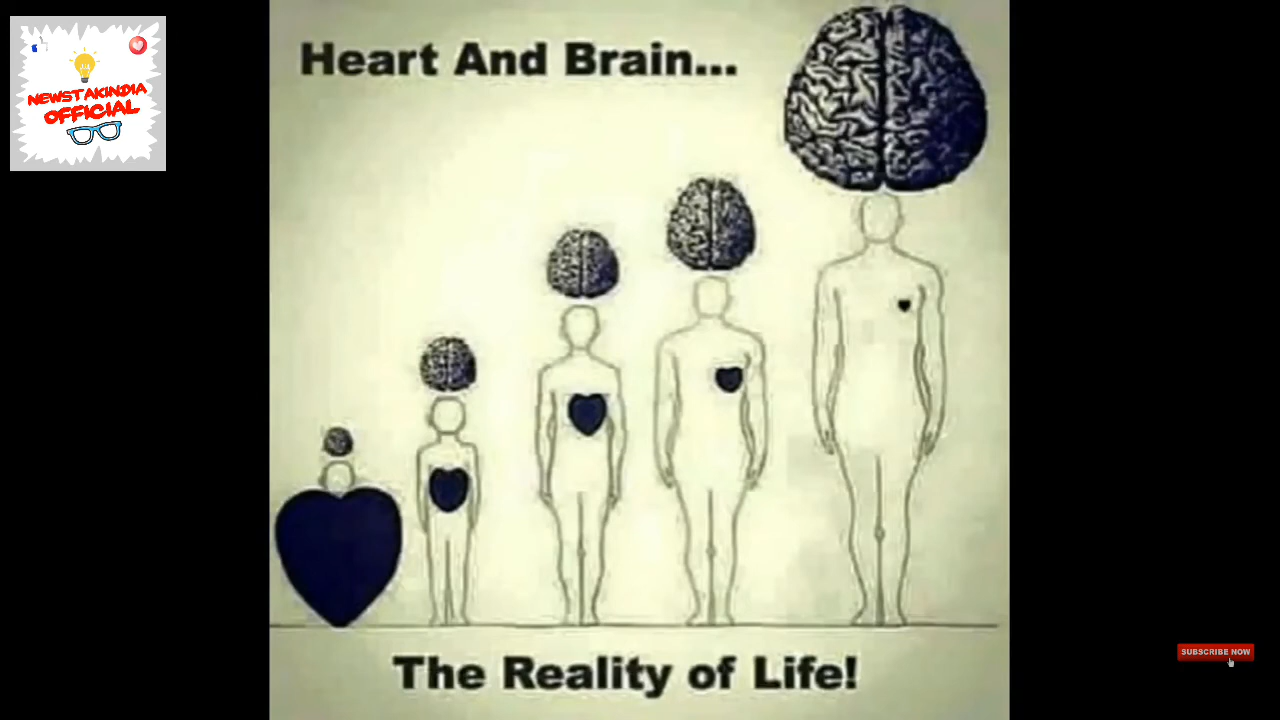 NEWSTAKINDIA
OFFICIAL
Heart And Brain...
The Reality of Life!
SUBSCRIBE NOW